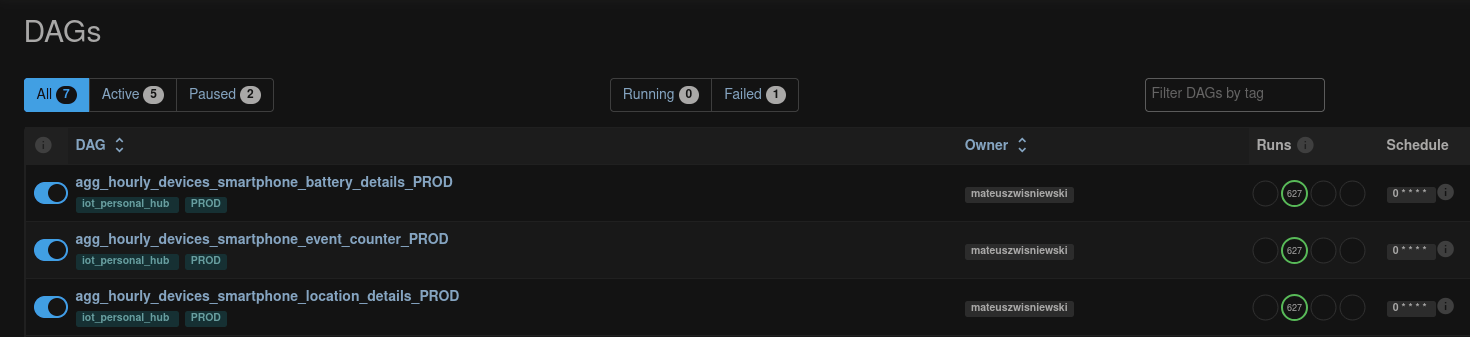 DAGs
All 7 Active 5 Paused 2 Running 0 Failed 1 Filter DAGs by tag
i DAG Owner Runs i Schedule
agg_hourly_devices_smartphone_battery_details_PROD
iot_personal_hub PROD mateuszwisniewski 627 0 * * * * i
agg_hourly_devices_smartphone_event_counter_PROD
iot_personal_hub PROD mateuszwisniewski 627 0 * * * * i
agg_hourly_devices_smartphone_location_details_PROD
iot_personal_hub PROD mateuszwisniewski 627 0 * * * * i